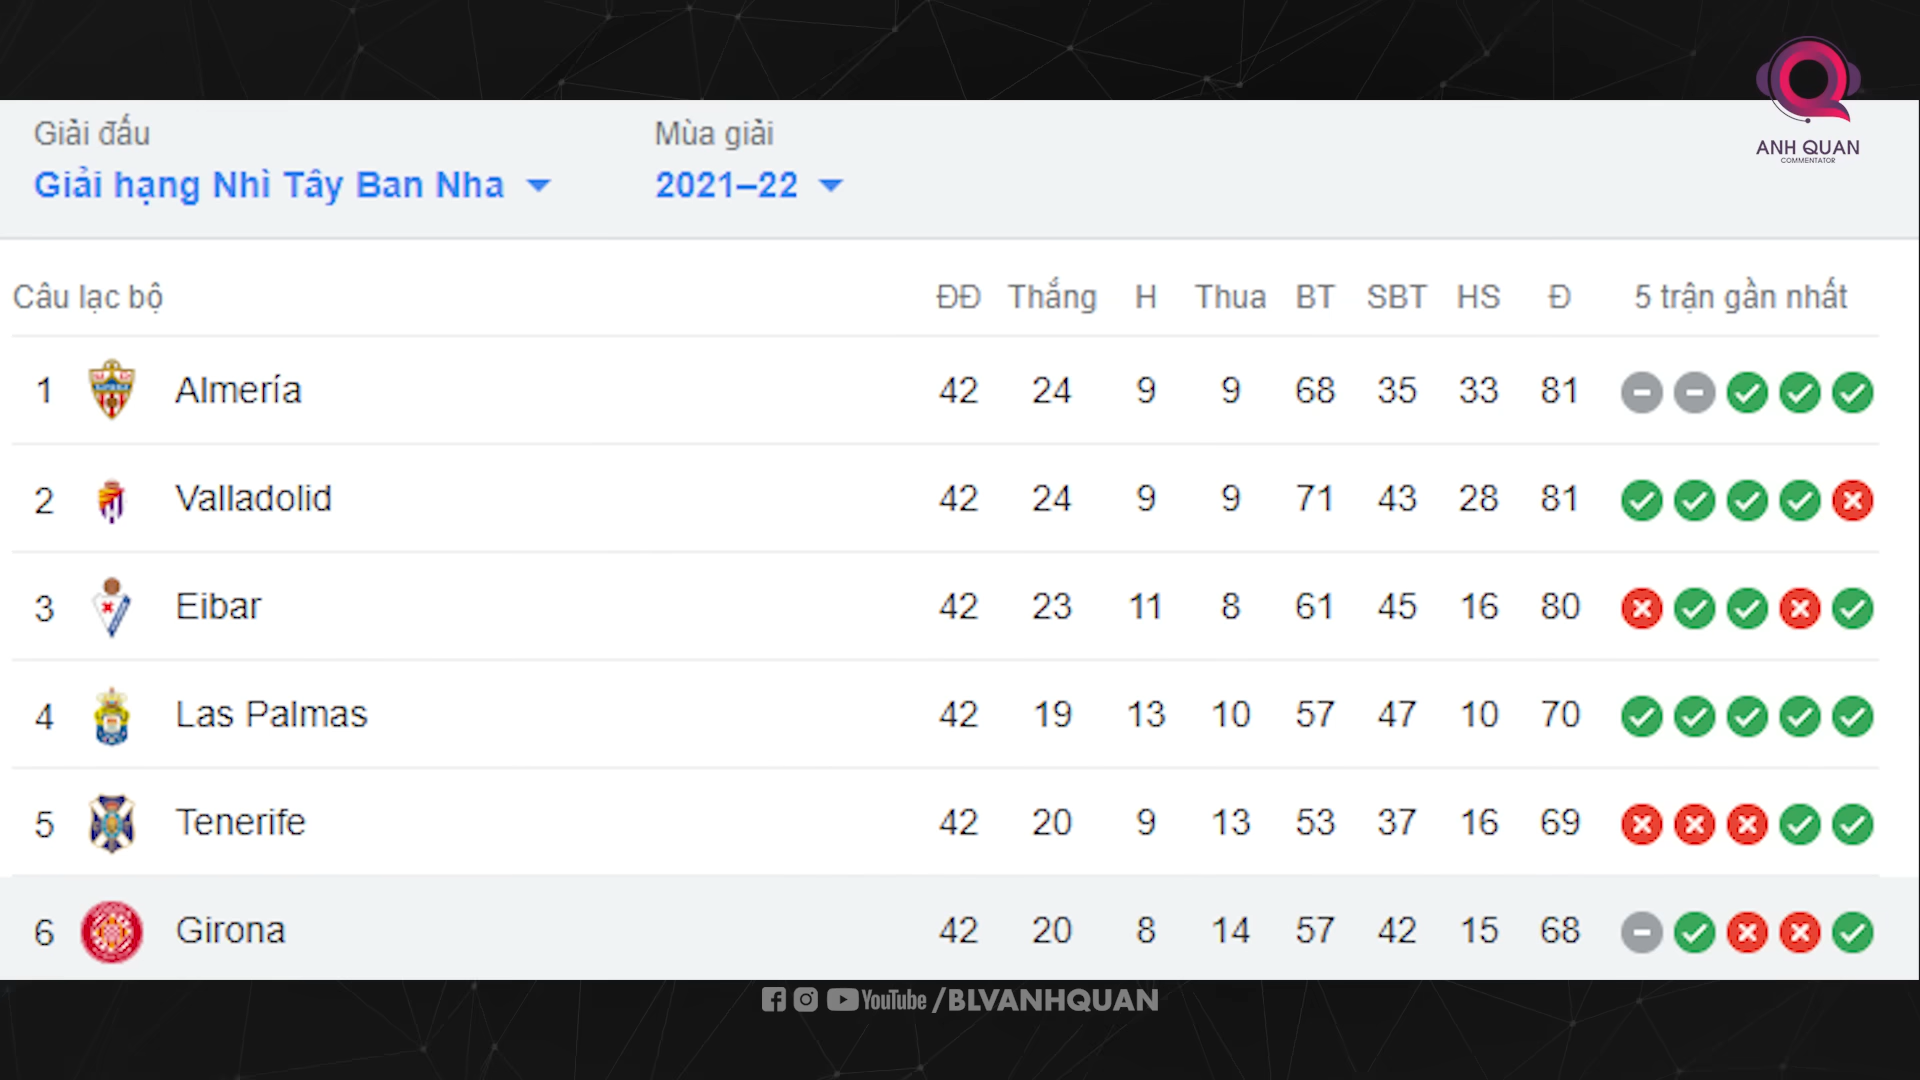 ANH QUAN
COMMENTATOR
Giải đấu Mùa giải
Giải hạng Nhì Tây Ban Nha 2021–22
Câu lạc bộ ĐĐ Thắng H Thua BT SBT HS Đ 5 trận gần nhất
1 Almería 42 24 9 9 68 35 33 81
2 Valladolid 42 24 9 9 71 43 28 81
3 Eibar 42 23 11 8 61 45 16 80
4 Las Palmas 42 19 13 10 57 47 10 70
5 Tenerife 42 20 9 13 53 37 16 69
6 Girona 42 20 8 14 57 42 15 68
YouTube /BLVANHQUAN